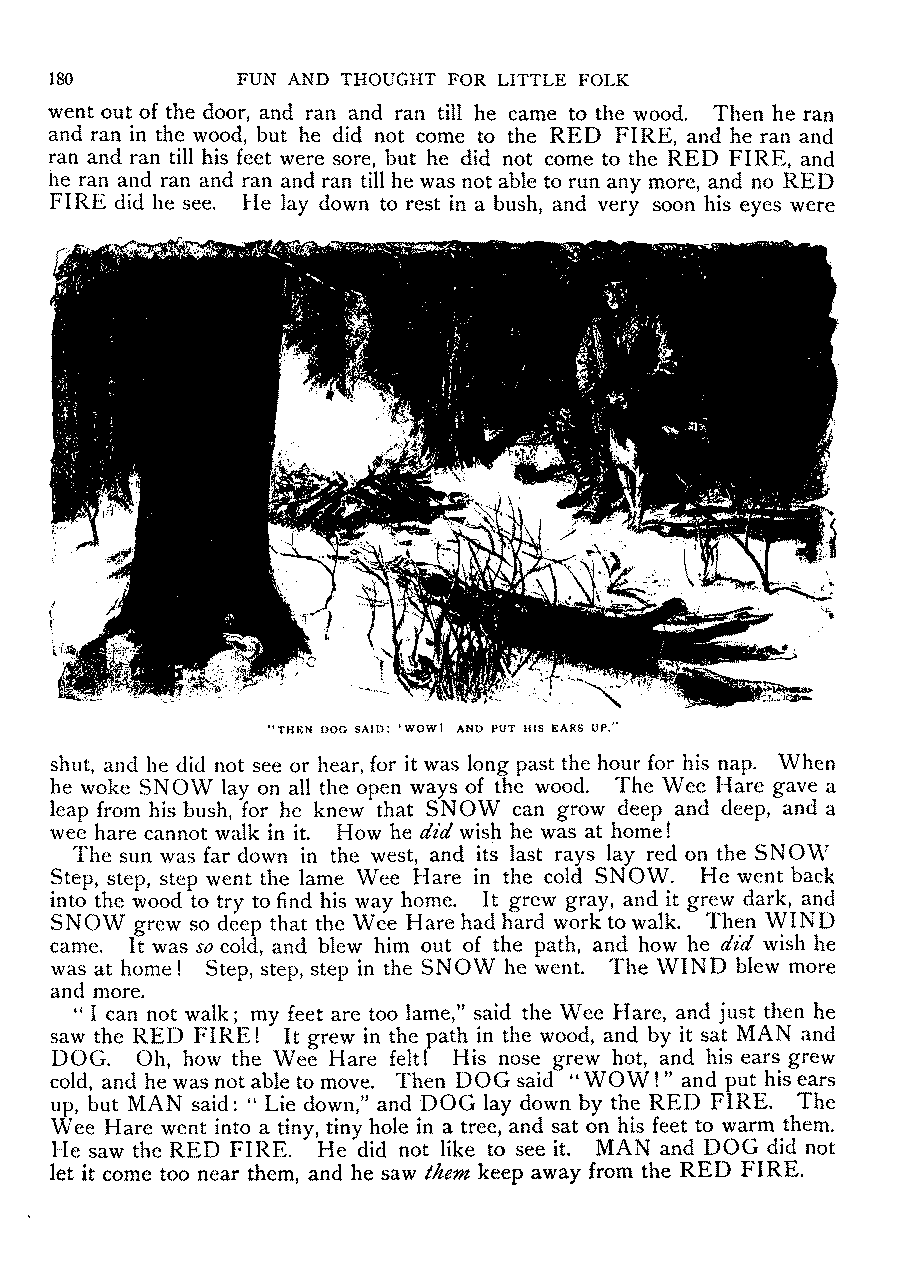 180 FUN AND THOUGHT FOR LITTLE FOLK
went out of the door, and ran and ran till he came to the wood. Then he ran
and ran in the wood, but he did not come to the RED FIRE, and he ran and
ran and ran till his feet were sore, but he did not come to the RED FIRE, and
he ran and ran and ran and ran till he was not able to run any more, and no RED
FIRE did he see. He lay down to rest in a bush, and very soon his eyes were
"THEN DOG SAID: 'WOW! AND PUT HIS EARS UP."
shut, and he did not see or hear, for it was long past the hour for his nap. When
he woke SNOW lay on all the open ways of the wood. The Wee Hare gave a
leap from his bush, for he knew that SNOW can grow deep and deep, and a
wee hare cannot walk in it. How he did wish he was at home!
The sun was far down in the west, and its last rays lay red on the SNOW
Step, step, step went the lame Wee Hare in the cold SNOW. He went back
into the wood to try to find his way home. It grew gray, and it grew dark, and
SNOW grew so deep that the Wee Hare had hard work to walk. Then WIND
came. It was so cold, and blew him out of the path, and how he did wish he
was at home! Step, step, step in the SNOW he went. The WIND blew more
and more.
"I can not walk; my feet are too lame," said the Wee Hare, and just then he
saw the RED FIRE! It grew in the path in the wood, and by it sat MAN and
DOG. Oh, how the Wee Hare felt! His nose grew hot, and his ears grew
cold, and he was not able to move. Then DOG said "WOW!" and put his ears
up, but MAN said: "Lie down," and DOG lay down by the RED FIRE. The
Wee Hare went into a tiny, tiny hole in a tree, and sat on his feet to warm them.
He saw the RED FIRE. He did not like to see it. MAN and DOG did not
let it come too near them, and he saw them keep away from the RED FIRE.